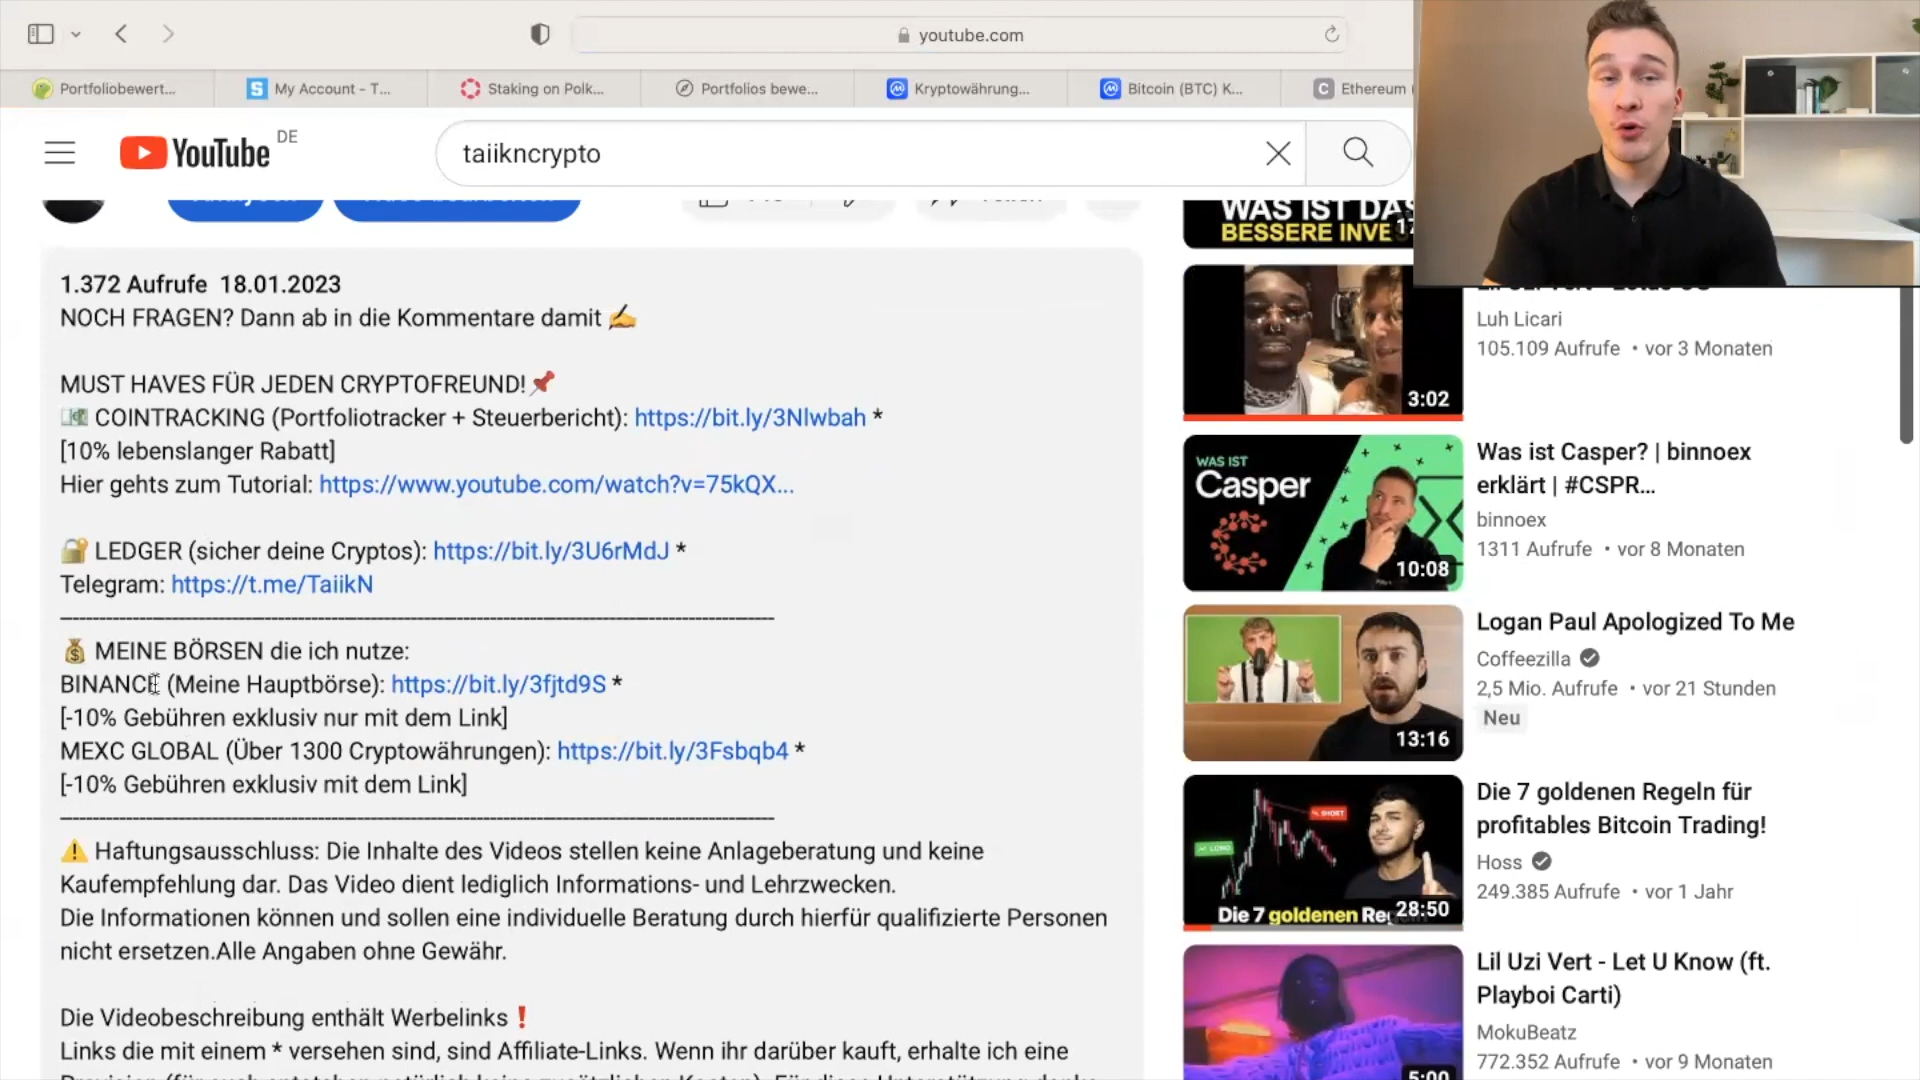 youtube.com
Portfoliobewert...
My Account - T...
Staking on Polk...
Portfolios bewe...
Kryptowährung...
Bitcoin (BTC) K...
Ethereum
YouTube DE
taiikncrypto
1.372 Aufrufe 18.01.2023
NOCH FRAGEN? Dann ab in die Kommentare damit ✍️
MUST HAVES FÜR JEDEN CRYPTOFREUND!📌
💵 COINTRACKING (Portfoliotracker + Steuerbericht): https://bit.ly/3Nlwbah *
[10% lebenslanger Rabatt]
Hier gehts zum Tutorial: https://www.youtube.com/watch?v=75kQX...
🔐 LEDGER (sicher deine Cryptos): https://bit.ly/3U6rMdJ *
Telegram: https://t.me/TaiikN
💰 MEINE BÖRSEN die ich nutze:
BINANCE (Meine Hauptbörse): https://bit.ly/3fjtd9S *
[-10% Gebühren exklusiv nur mit dem Link]
MEXC GLOBAL (Über 1300 Cryptowährungen): https://bit.ly/3Fsbqb4 *
[-10% Gebühren exklusiv mit dem Link]
⚠️ Haftungsausschluss: Die Inhalte des Videos stellen keine Anlageberatung und keine
Kaufempfehlung dar. Das Video dient lediglich Informations- und Lehrzwecken.
Die Informationen können und sollen eine individuelle Beratung durch hierfür qualifizierte Personen
nicht ersetzen.Alle Angaben ohne Gewähr.
Die Videobeschreibung enthält Werbelinks❗
Links die mit einem * versehen sind, sind Affiliate-Links. Wenn ihr darüber kauft, erhalte ich eine
WAS IST DAS
BESSERE INVE
17
Luh Licari
105.109 Aufrufe • vor 3 Monaten
3:02
WAS IST
Casper
10:08
Was ist Casper? | binnoex
erklärt | #CSPR...
binnoex
1311 Aufrufe • vor 8 Monaten
13:16
Logan Paul Apologized To Me
Coffeezilla
2,5 Mio. Aufrufe • vor 21 Stunden
Neu
SHORT
LONG
Die 7 goldenen Re
28:50
Die 7 goldenen Regeln für
profitables Bitcoin Trading!
Hoss
249.385 Aufrufe • vor 1 Jahr
5:00
Lil Uzi Vert - Let U Know (ft.
Playboi Carti)
MokuBeatz
772.352 Aufrufe • vor 9 Monaten